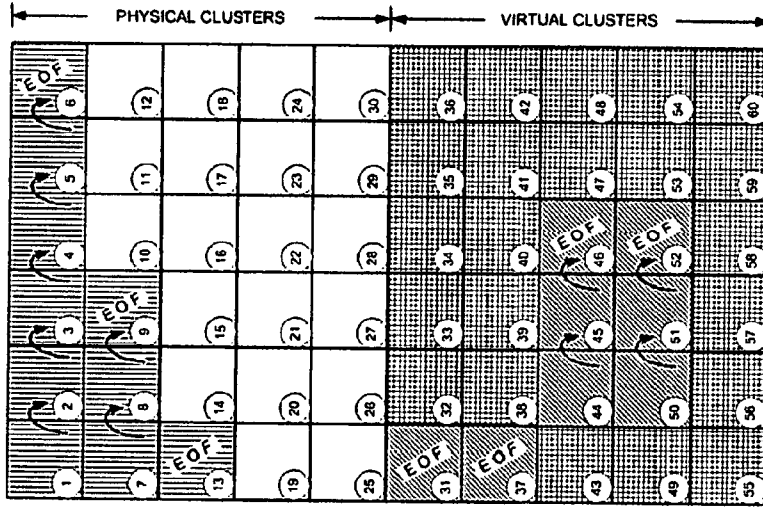 PHYSICAL CLUSTERS VIRTUAL CLUSTERS
EOF
6 12 18 24 30 36 42 48 54 60
5 11 17 23 29 35 41 47 53 59
EOF EOF
4 10 16 22 28 34 40 46 52 58
EOF
3 9 15 21 27 33 39 45 51 57
2 8 14 20 26 32 38 44 50 56
EOF EOF EOF
1 7 13 19 25 31 37 43 49 55